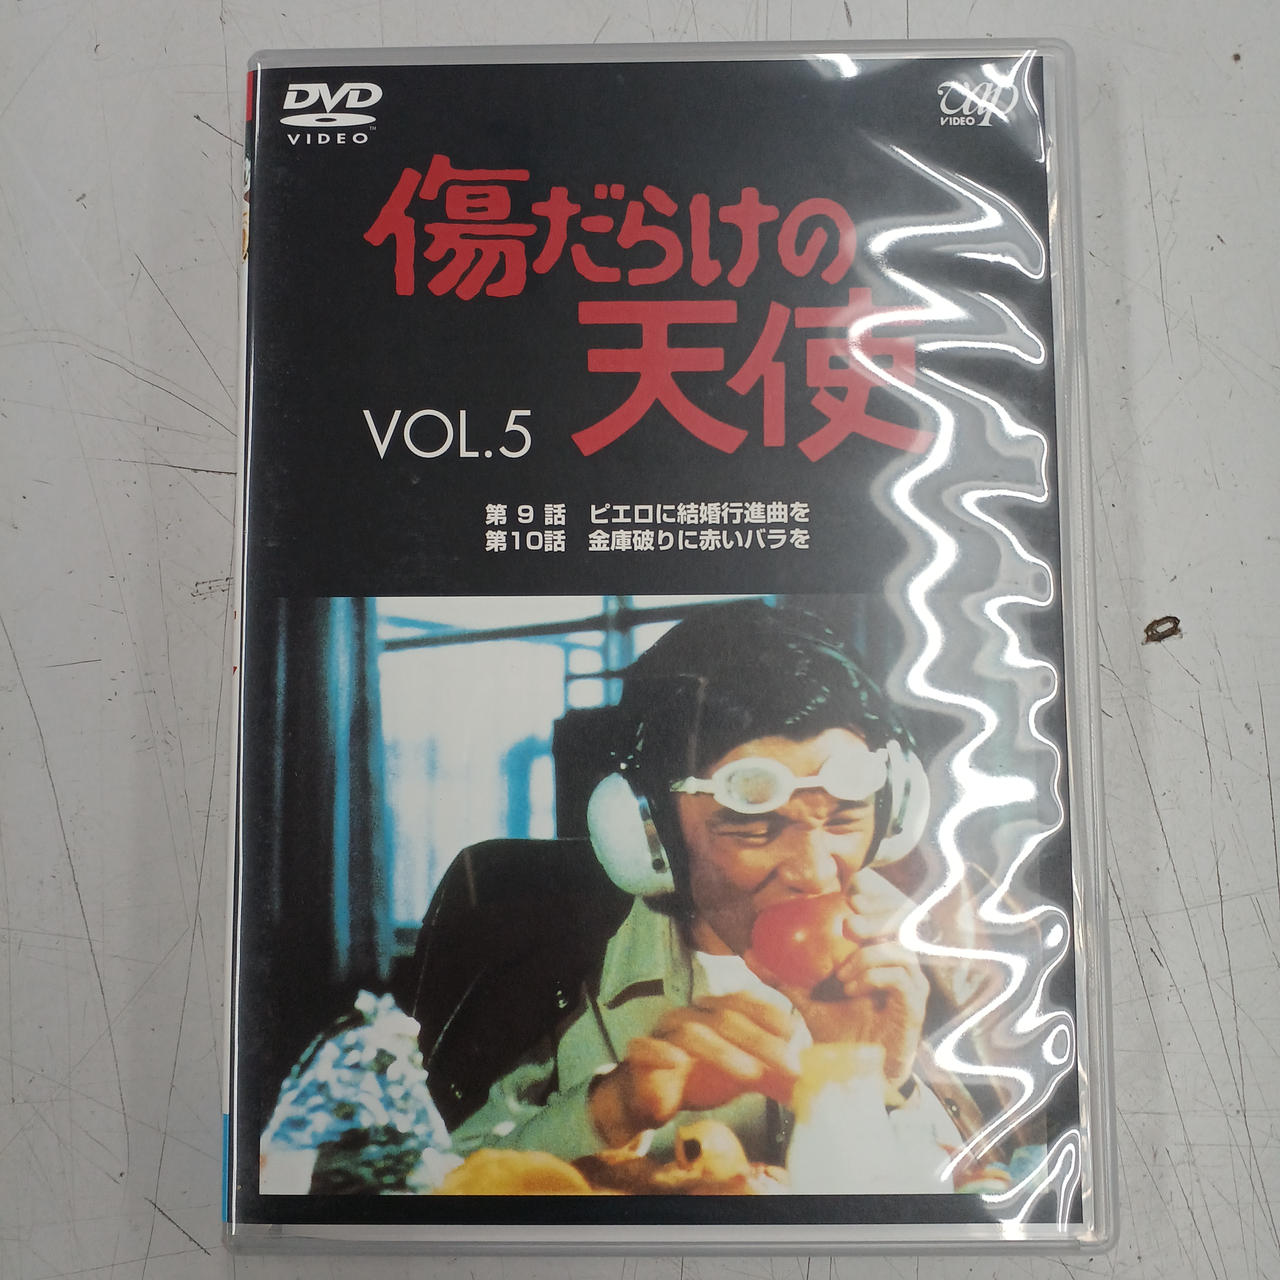 DVD
VIDEO
vap
VIDEO
傷だらけの
天使
VOL.5
第9話 ピエロに結婚行進曲を
第10話 金庫破りに赤いバラを